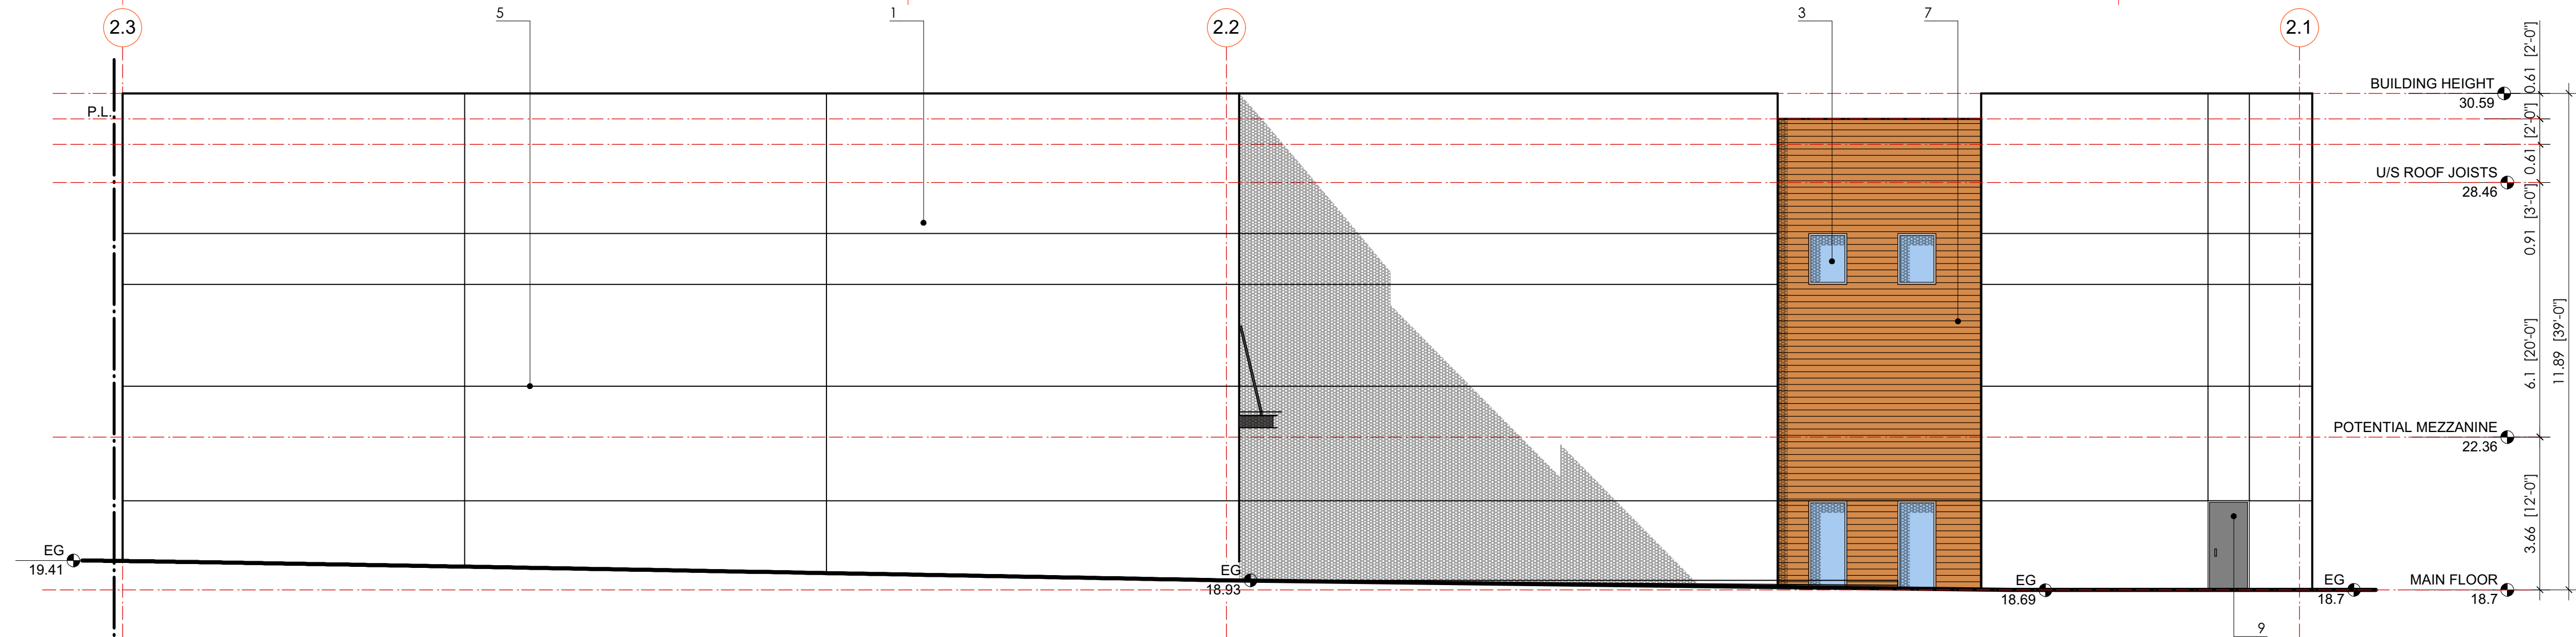 2.3
5
1
2.2
3
7
2.1
0.61 [2'-0"]
BUILDING HEIGHT
30.59
P.L.
0.61 [2'-0"]
U/S ROOF JOISTS
28.46
0.91 [3'-0"]
6.1 [20'-0"]
11.89 [39'-0"]
POTENTIAL MEZZANINE
22.36
3.66 [12'-0"]
EG
19.41
EG
18.93
EG
18.69
EG
18.7
MAIN FLOOR
18.7
9